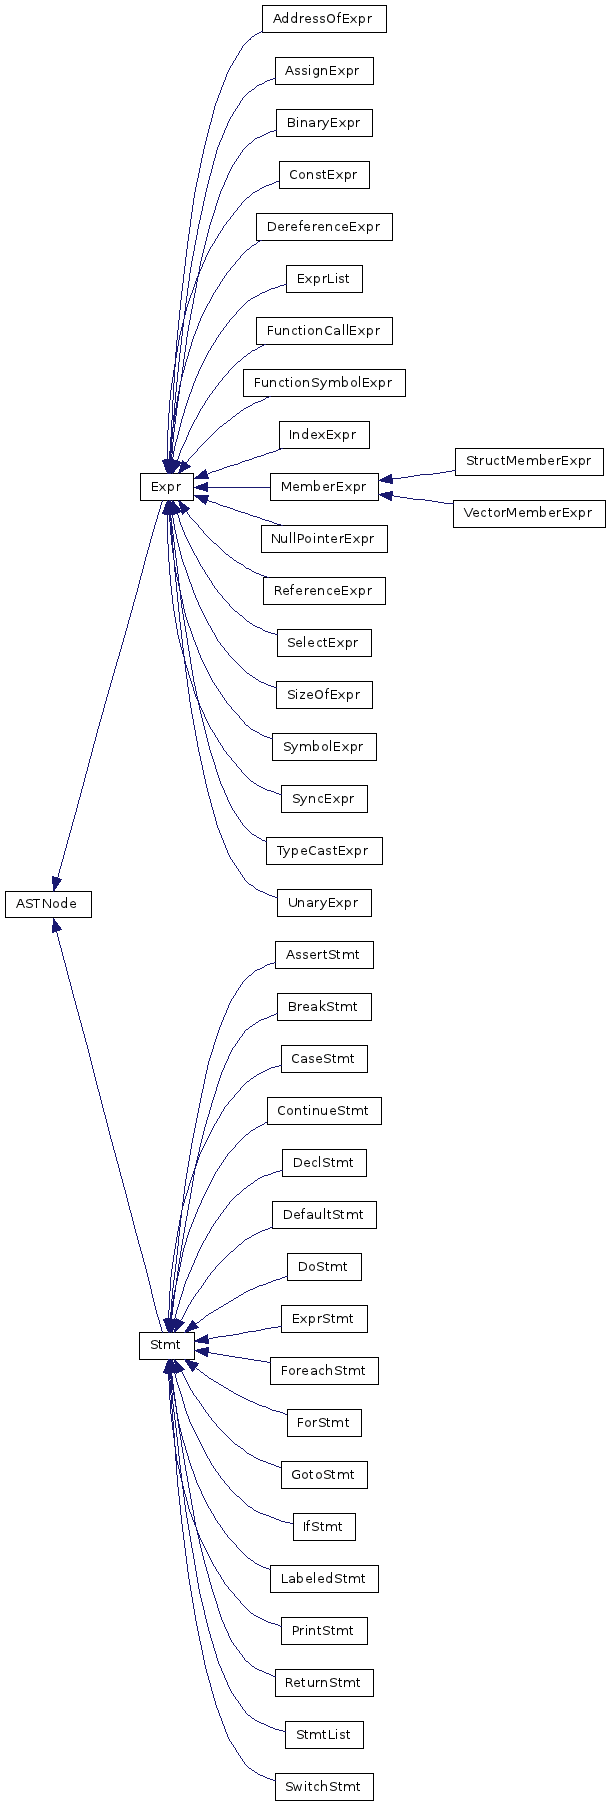 AddressOfExpr
AssignExpr
BinaryExpr
ConstExpr
DereferenceExpr
ExprList
FunctionCallExpr
FunctionSymbolExpr
IndexExpr
StructMemberExpr
Expr
MemberExpr
VectorMemberExpr
NullPointerExpr
ReferenceExpr
SelectExpr
SizeOfExpr
SymbolExpr
SyncExpr
TypeCastExpr
UnaryExpr
ASTNode
AssertStmt
BreakStmt
CaseStmt
ContinueStmt
DeclStmt
DefaultStmt
DoStmt
ExprStmt
Stmt
ForeachStmt
ForStmt
GotoStmt
IfStmt
LabeledStmt
PrintStmt
ReturnStmt
StmtList
SwitchStmt